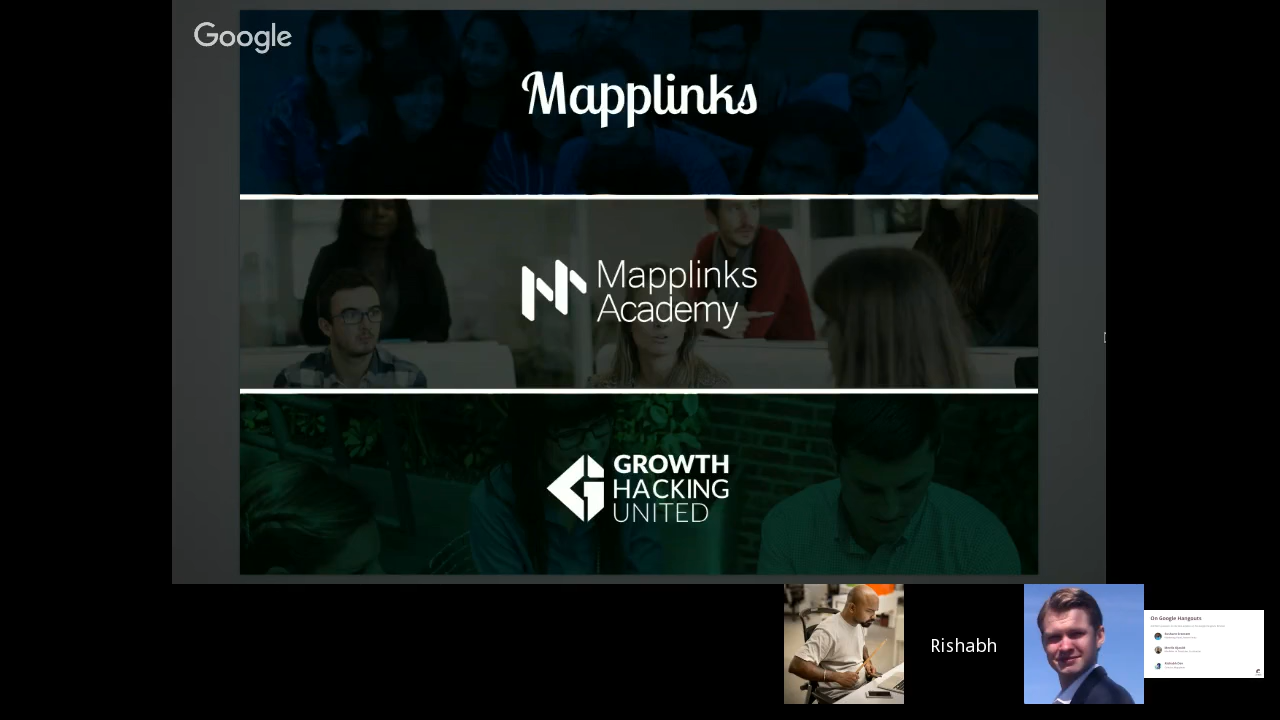 Google
Mapplinks
Mapplinks
Academy
GROWTH
HACKING
UNITED
Rishabh
On Google Hangouts